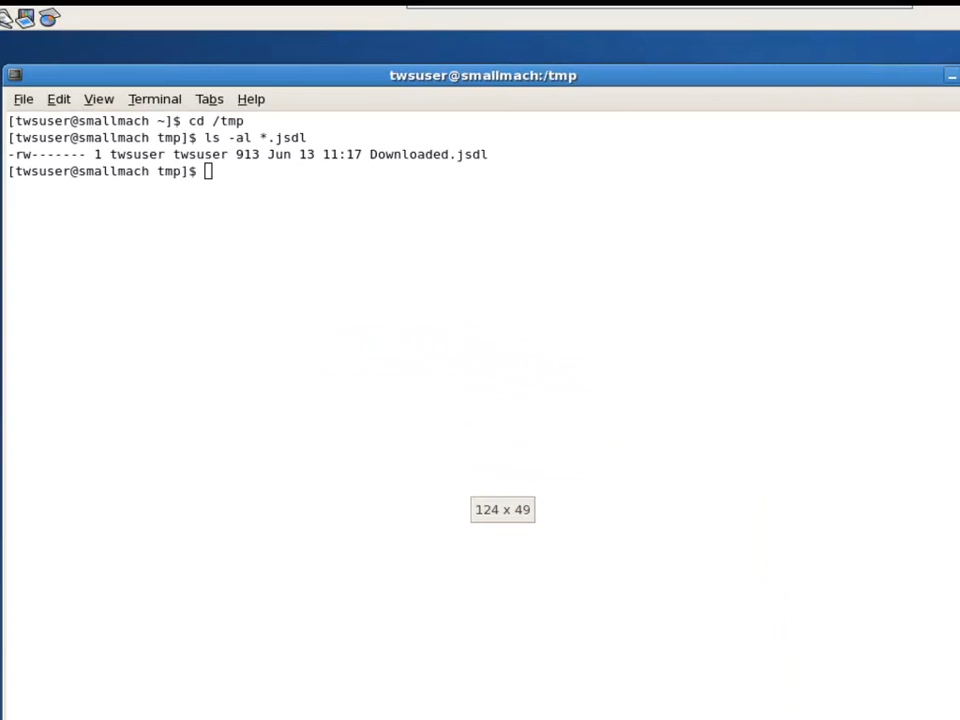 twsuser@smallmach:/tmp
File Edit View Terminal Tabs Help
[twsuser@smallmach ~]$ cd /tmp
[twsuser@smallmach tmp]$ ls -al *.jsdl
-rw------- 1 twsuser twsuser 913 Jun 13 11:17 Downloaded.jsdl
[twsuser@smallmach tmp]$
124 x 49